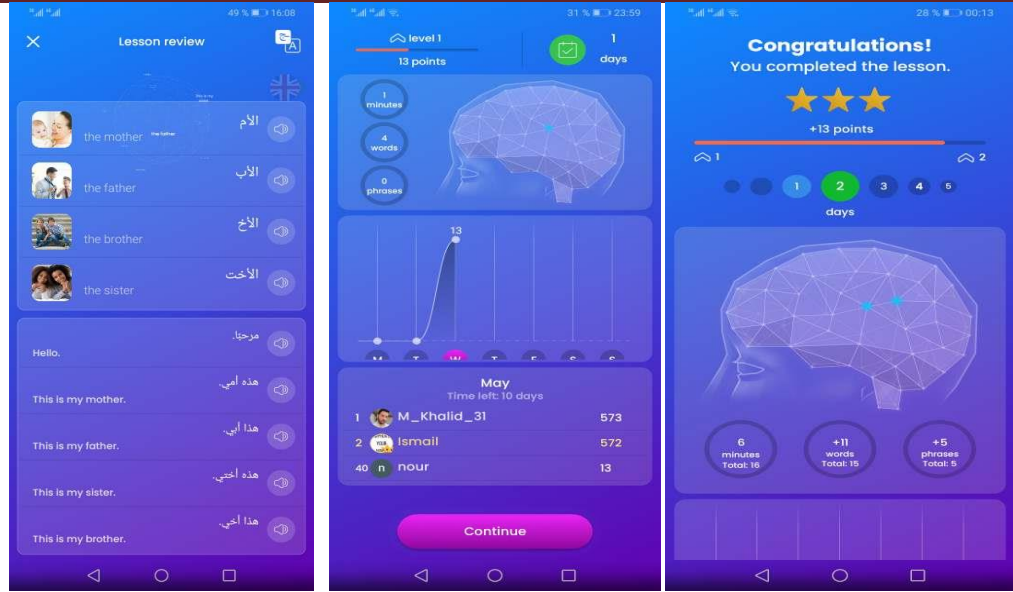 49 % 16:08
Lesson review
the mother
the father
الأم
the father
الأب
the brother
الأخ
the sister
الأخت
Hello.
مرحبًا.
This is my mother.
هذه أمي.
This is my father.
هذا أبي.
This is my sister.
هذه أختي.
This is my brother.
هذا أخي.
31 % 23:59
level 1
13 points
1
days
1
minutes
4
words
0
phrases
13
M T W T F S S
May
Time left: 10 days
1 M_Khalid_31 573
2 Ismail 572
40 n nour 13
Continue
28 % 00:13
Congratulations!
You completed the lesson.
+13 points
1 2
1 2 3 4 5
days
6
minutes
Total: 16
+11
words
Total: 15
+5
phrases
Total: 5